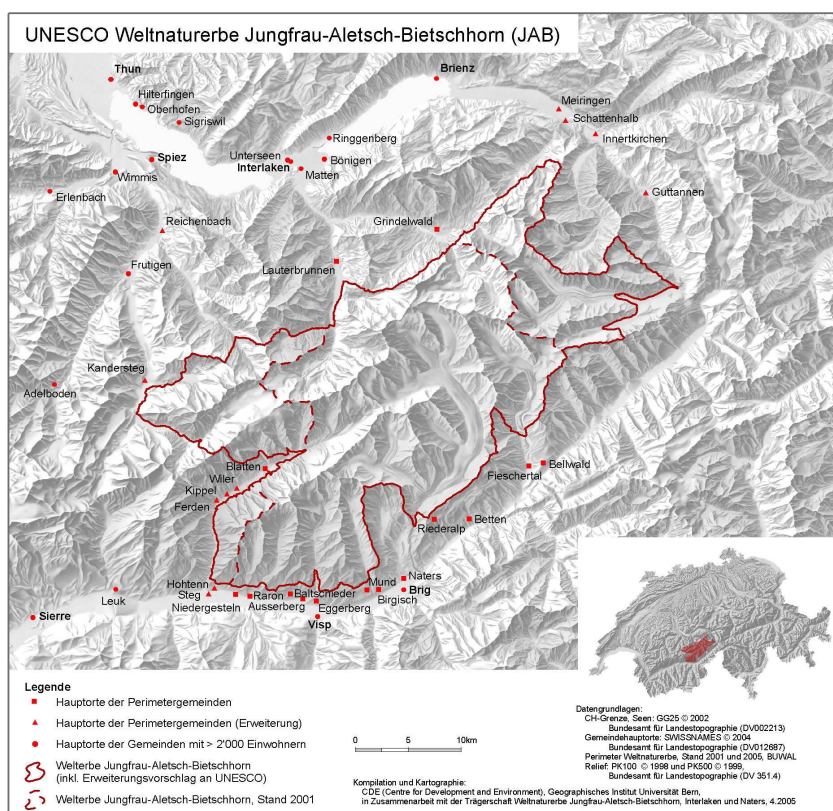 UNESCO Weltnaturerbe Jungfrau-Aletsch-Bietschhorn (JAB)
Thun
Brienz
Hilterfingen
Oberhofen
Sigriswil
Meiringen
Schattenhalb
Innertkirchen
Ringgenberg
Spiez
Unterseen
Bönigen
Interlaken
Matten
Wimmis
Erlenbach
Guttannen
Reichenbach
Grindelwald
Frutigen
Lauterbrunnen
Kandersteg
Adelboden
Blatten
Wiler
Kippel
Ferden
Bellwald
Fieschertal
Riederalp
Betten
Hohtenn
Steg
Niedergesteln
Raron
Ausserberg
Baltschieder
Eggerberg
Mund
Birgisch
Naters
Brig
Visp
Leuk
Sierre
Legende
Hauptorte der Perimetergemeinden
Hauptorte der Perimetergemeinden (Erweiterung)
Hauptorte der Gemeinden mit > 2'000 Einwohnern
Welterbe Jungfrau-Aletsch-Bietschhorn
(inkl. Erweiterungsvorschlag an UNESCO)
Welterbe Jungfrau-Aletsch-Bietschhorn, Stand 2001
0 5 10km
Datengrundlagen:
CH-Grenze, Seen: GG25 © 2002
Bundesamt für Landestopographie (DV002213)
Gemeindehauptorte: SWISSNAMES © 2004
Bundesamt für Landestopographie (DV012687)
Perimeter Weltnaturerbe, Stand 2001 und 2005, BUWAL
Relief: PK100 © 1998 und PK500 © 1999,
Bundesamt für Landestopographie (DV 351.4)
Kompilation und Kartographie:
CDE (Centre for Development and Environment), Geographisches Institut Universität Bern,
in Zusammenarbeit mit der Trägerschaft Weltnaturerbe Jungfrau-Aletsch-Bietschhorn, Interlaken und Naters, 4.2005